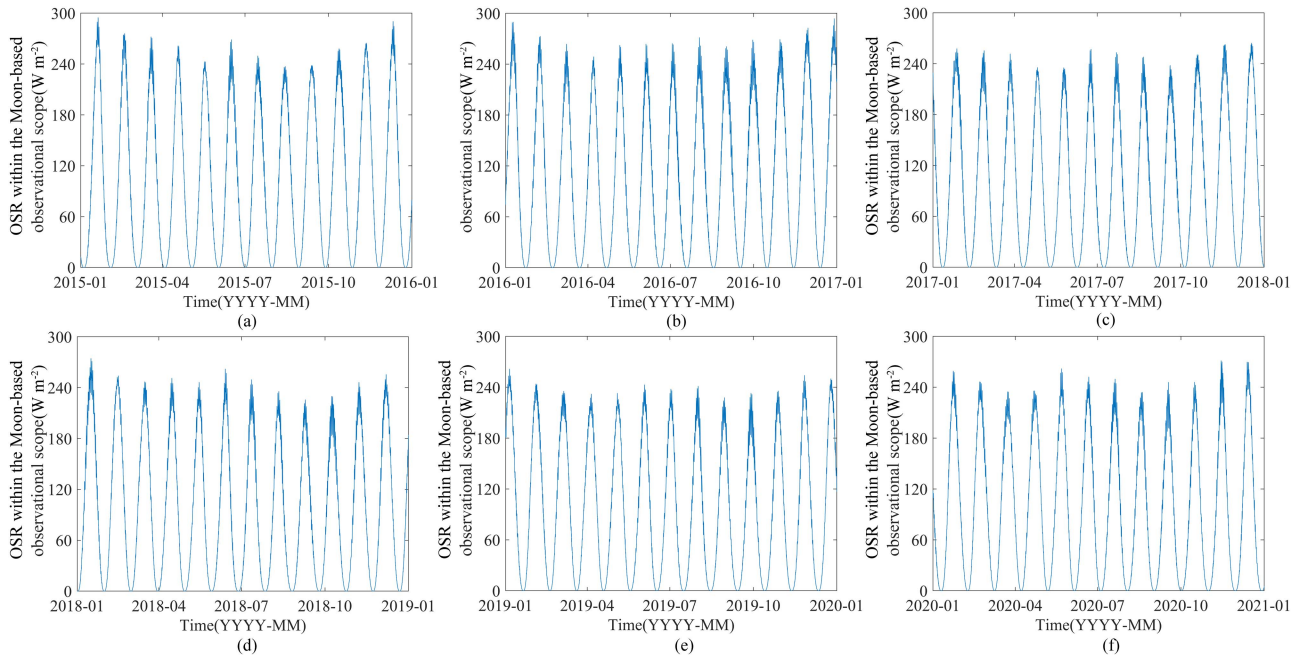 OSR within the Moon-based
observational scope(W m-2)
300
240
180
120
60
0
2015-01
2015-04
2015-07
2015-10
2016-01
Time(YYYY-MM)
(a)
OSR within the Moon-based
observational scope(W m-2)
300
240
180
120
60
0
2016-01
2016-04
2016-07
2016-10
2017-01
Time(YYYY-MM)
(b)
OSR within the Moon-based
observational scope(W m-2)
300
240
180
120
60
0
2017-01
2017-04
2017-07
2017-10
2018-01
Time(YYYY-MM)
(c)
OSR within the Moon-based
observational scope(W m-2)
300
240
180
120
60
0
2018-01
2018-04
2018-07
2018-10
2019-01
Time(YYYY-MM)
(d)
OSR within the Moon-based
observational scope(W m-2)
300
240
180
120
60
0
2019-01
2019-04
2019-07
2019-10
2020-01
Time(YYYY-MM)
(e)
OSR within the Moon-based
observational scope(W m-2)
300
240
180
120
60
0
2020-01
2020-04
2020-07
2020-10
2021-01
Time(YYYY-MM)
(f)